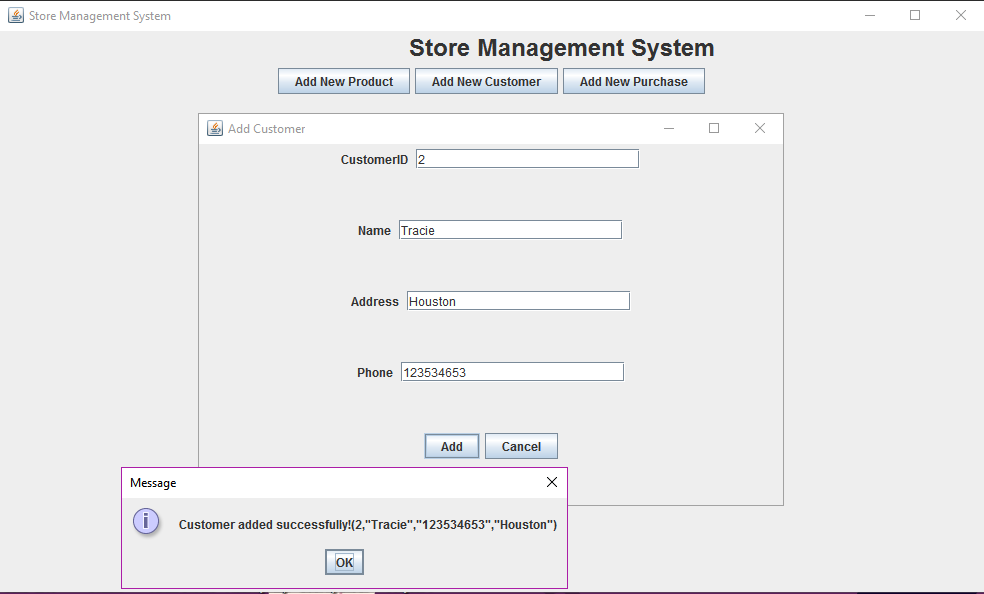 Store Management System
Store Management System
Add New Product Add New Customer Add New Purchase
Add Customer
CustomerID 2
Name Tracie
Address Houston
Phone 123534653
Add Cancel
Message
Customer added successfully!(2,"Tracie","123534653","Houston")
OK